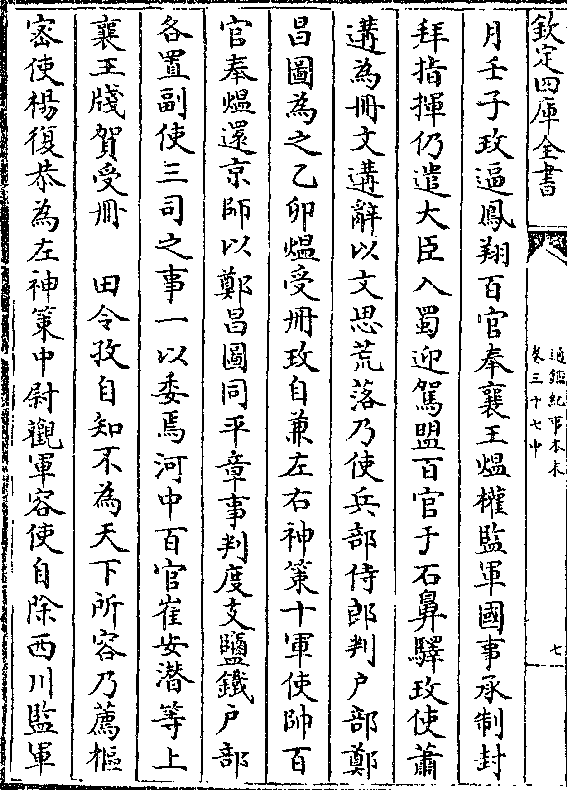 欽定四庫全書
通鑑紀事本末
卷三十七中
七
月壬子玫逼鳳翔百官奉襄王熅權監軍國事承制封
拜指揮仍遣大臣入蜀迎駕盟百官于石鼻驛玫使蕭
遘為冊文遘辭以文思荒落乃使兵部侍郎判户部鄭
昌圖為之乙卯熅受冊玫自兼左右神策十軍使帥百
官奉熅還京師以鄭昌圖同平章事判度支鹽鐵户部
各置副使三司之事一以委焉河中百官崔安潛等上
襄王牋賀受冊　田令孜自知不為天下所容乃薦樞
宻使楊復恭為左神策中尉觀軍容使自除西川監軍